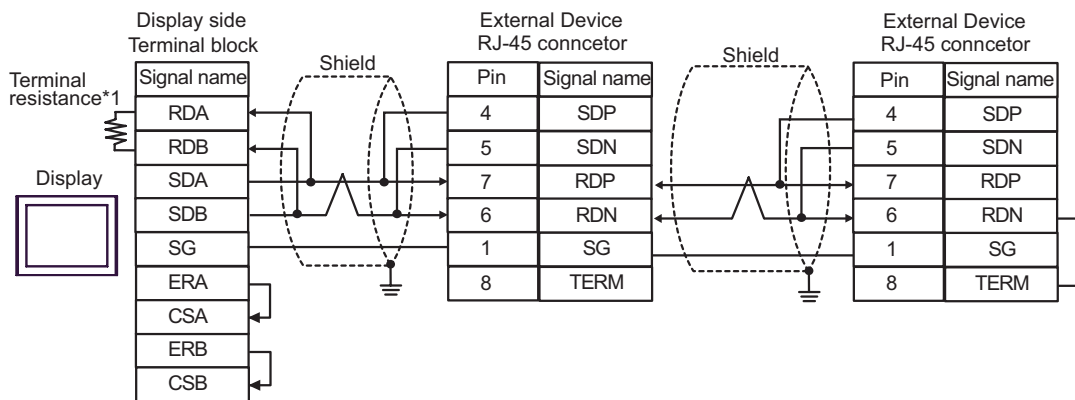 Display side
Terminal block
External Device
RJ-45 conncetor
External Device
RJ-45 conncetor
Terminal
resistance*1
Shield
Shield
Display
Signal name
RDA
RDB
SDA
SDB
SG
ERA
CSA
ERB
CSB
Pin Signal name
4 SDP
5 SDN
7 RDP
6 RDN
1 SG
8 TERM
Pin Signal name
4 SDP
5 SDN
7 RDP
6 RDN
1 SG
8 TERM